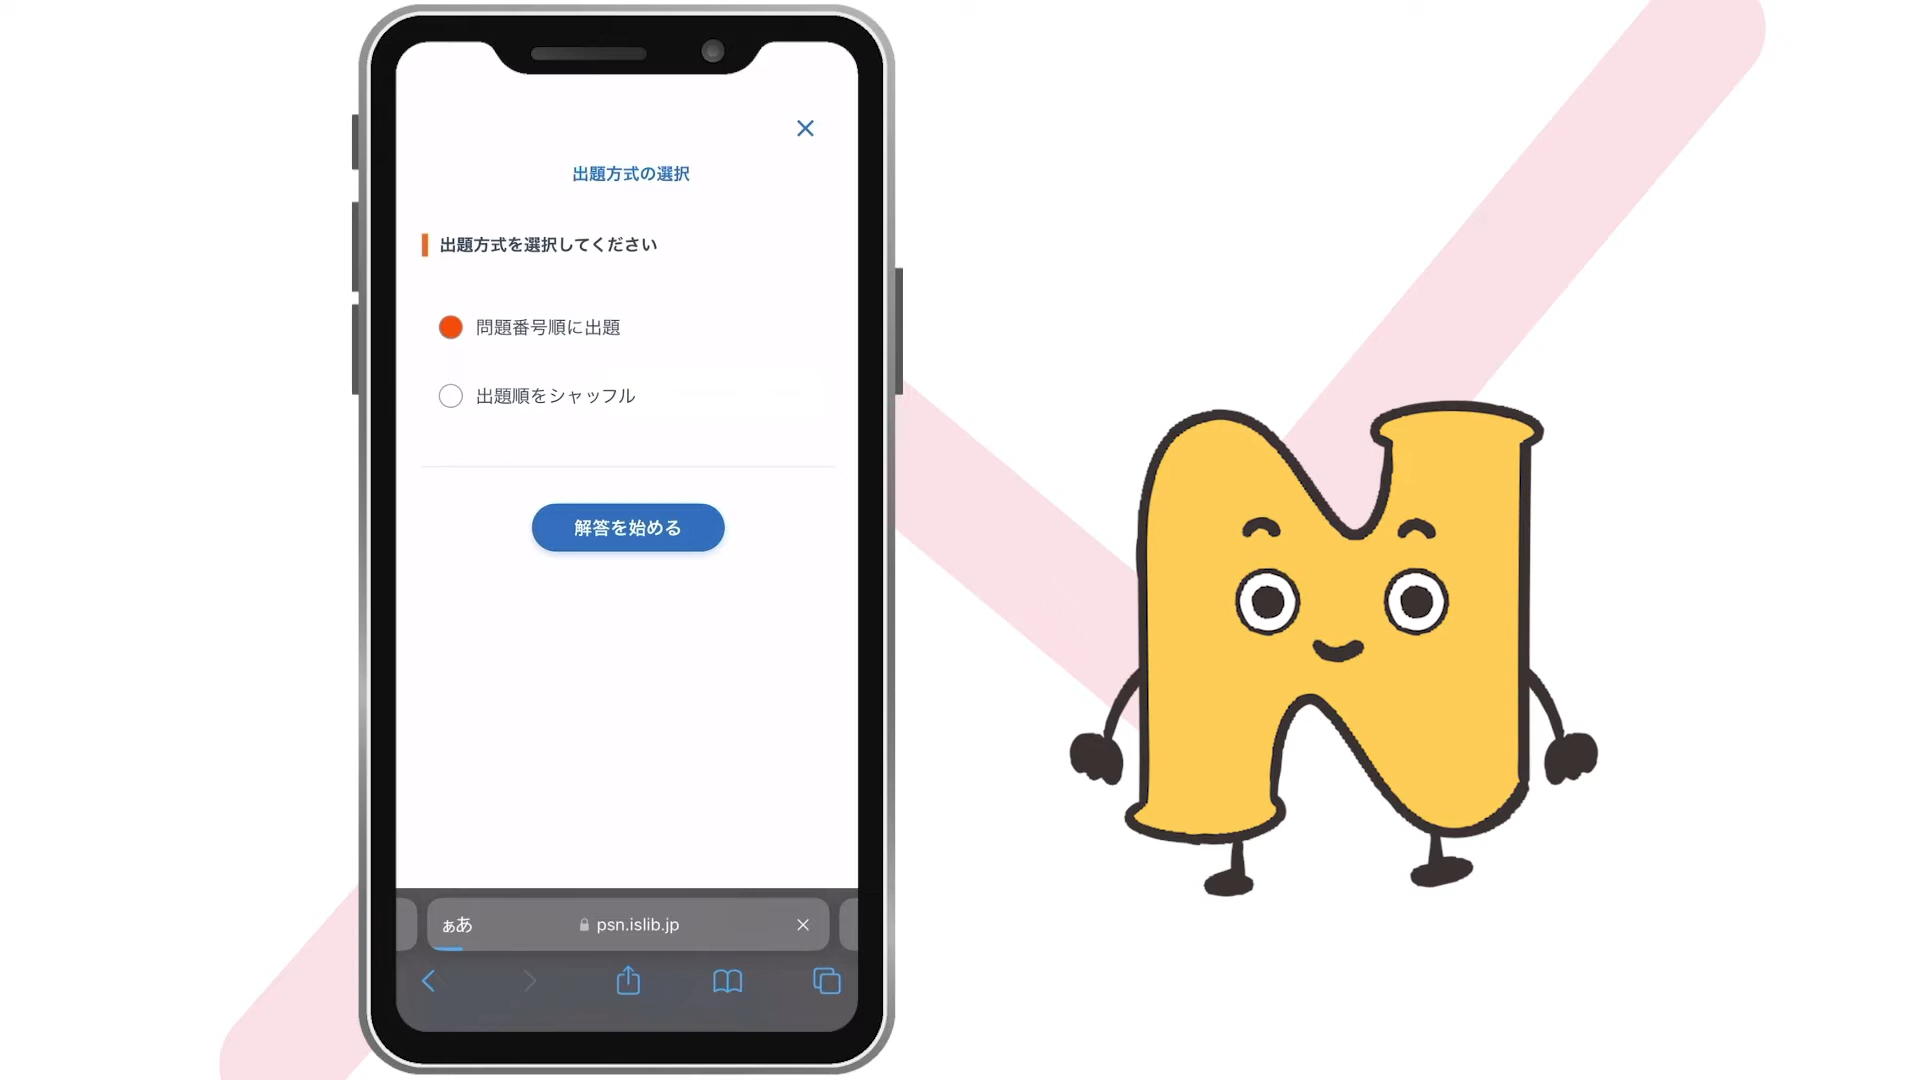 出題方式の選択
出題方式を選択してください
問題番号順に出題
出題順をシャッフル
解答を始める
ぁあ psn.islib.jp